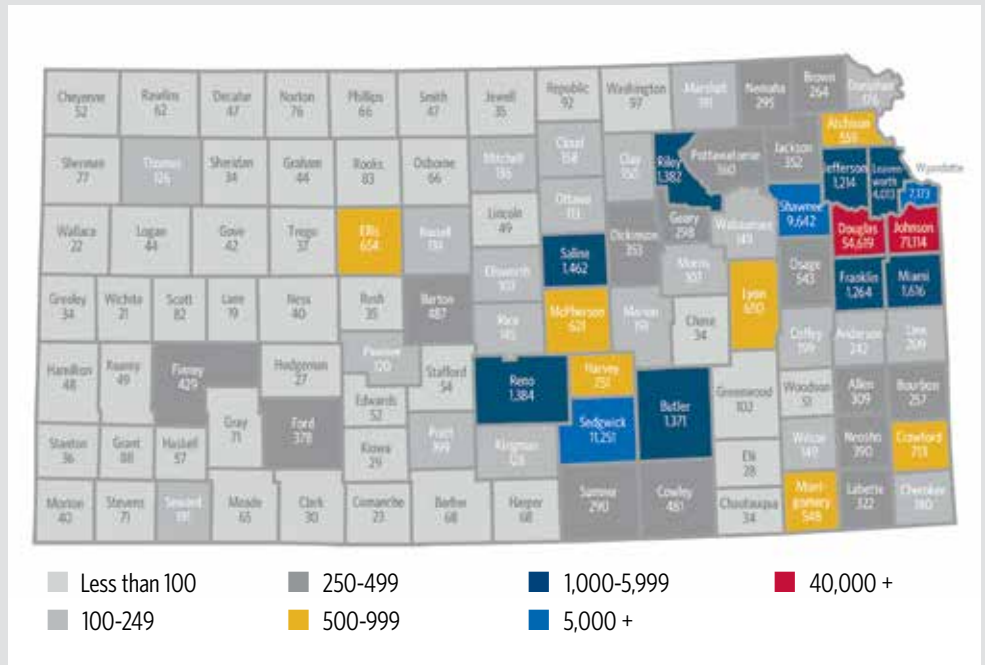 Cheyenne
52
Rawlins
62
Decatur
47
Norton
76
Phillips
66
Smith
47
Jewell
35
Republic
92
Washington
97
Marshall
Nemaha
295
Brown
264
Doniphan
Atchison
559
Sherman
77
Thomas
126
Sheridan
34
Graham
44
Rooks
83
Osborne
66
Mitchell
Cloud
Clay
Riley
1,382
Pottawatomie
Jackson
352
Jefferson
1,214
Leaven
worth
4,013
Wyandotte
7,173
Wallace
22
Logan
44
Gove
42
Trego
37
Ellis
654
Russell
Lincoln
49
Ottawa
113
Saline
1,462
Dickinson
353
Geary
298
Wabaunsee
Shawnee
9,642
Douglas
54,619
Johnson
71,114
Greeley
34
Wichita
21
Scott
82
Lane
19
Ness
40
Rush
35
Barton
487
Ellsworth
Rice
McPherson
621
Marion
Morris
Chase
34
Lyon
Osage
543
Franklin
1,264
Miami
1,616
Coffey
Anderson
242
Linn
209
Hamilton
48
Kearny
49
Finney
429
Hodgeman
27
Pawnee
120
Stafford
54
Edwards
52
Reno
1,384
Harvey
751
Sedgwick
11,251
Butler
1,371
Greenwood
102
Woodson
51
Allen
309
Bourbon
257
Stanton
36
Grant
88
Haskell
57
Gray
71
Ford
378
Kiowa
29
Pratt
Kingman
Elk
28
Wilson
Neosho
390
Crawford
Morton
40
Stevens
71
Seward
Meade
65
Clark
30
Comanche
23
Barber
68
Harper
68
Sumner
290
Cowley
481
Chautauqua
34
Mont-
gomery
548
Labette
322
Cherokee
Less than 100
250-499
1,000-5,999
40,000 +
100-249
500-999
5,000 +